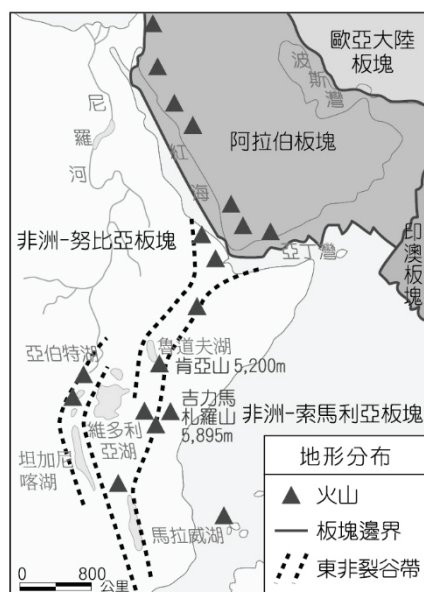 歐亞大陸
板塊
波
斯
灣
尼
羅
河
阿拉伯板塊
紅
海
印
澳
板
塊
非洲-努比亞板塊
亞丁灣
亞伯特湖
魯道夫湖
肯亞山 5,200m
吉力馬
札羅山
5,895m
非洲-索馬利亞板塊
維多利
亞湖
坦加尼
喀湖
馬拉威湖
地形分布
火山
板塊邊界
東非裂谷帶
0 800
公里